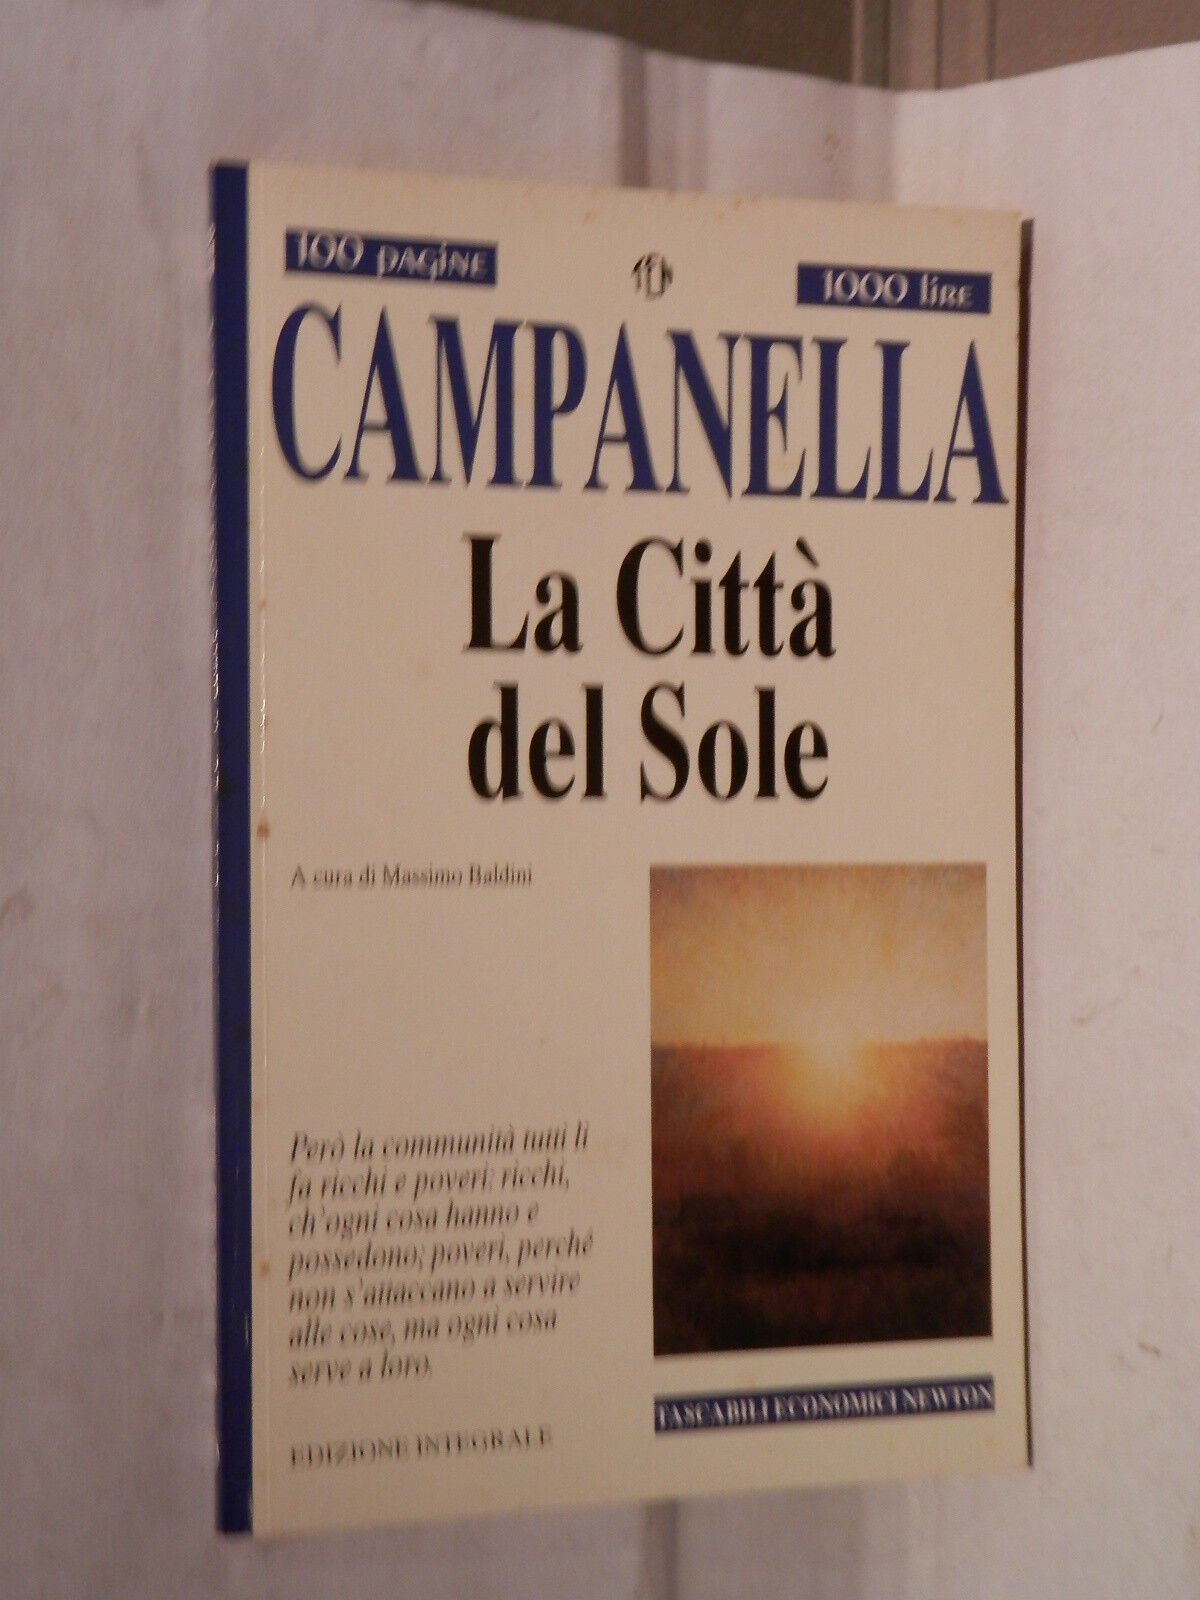 100 pagine
1000 lire
CAMPANELLA
La Città
del Sole
A cura di Massimo Baldini
Però la communità tutti li
fa ricchi e poveri: ricchi,
ch'ogni cosa hanno e
possedono; poveri, perché
non s'attaccano a servire
alle cose, ma ogni cosa
serve a loro.
EDIZIONE INTEGRALE
TASCABILI ECONOMICI NEWTON